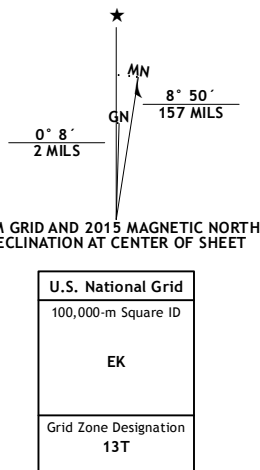 ★
MN
GN
8° 50´
157 MILS
0° 8´
2 MILS
M GRID AND 2015 MAGNETIC NORTH
ECLINATION AT CENTER OF SHEET
U.S. National Grid
100,000-m Square ID
EK
Grid Zone Designation
13T